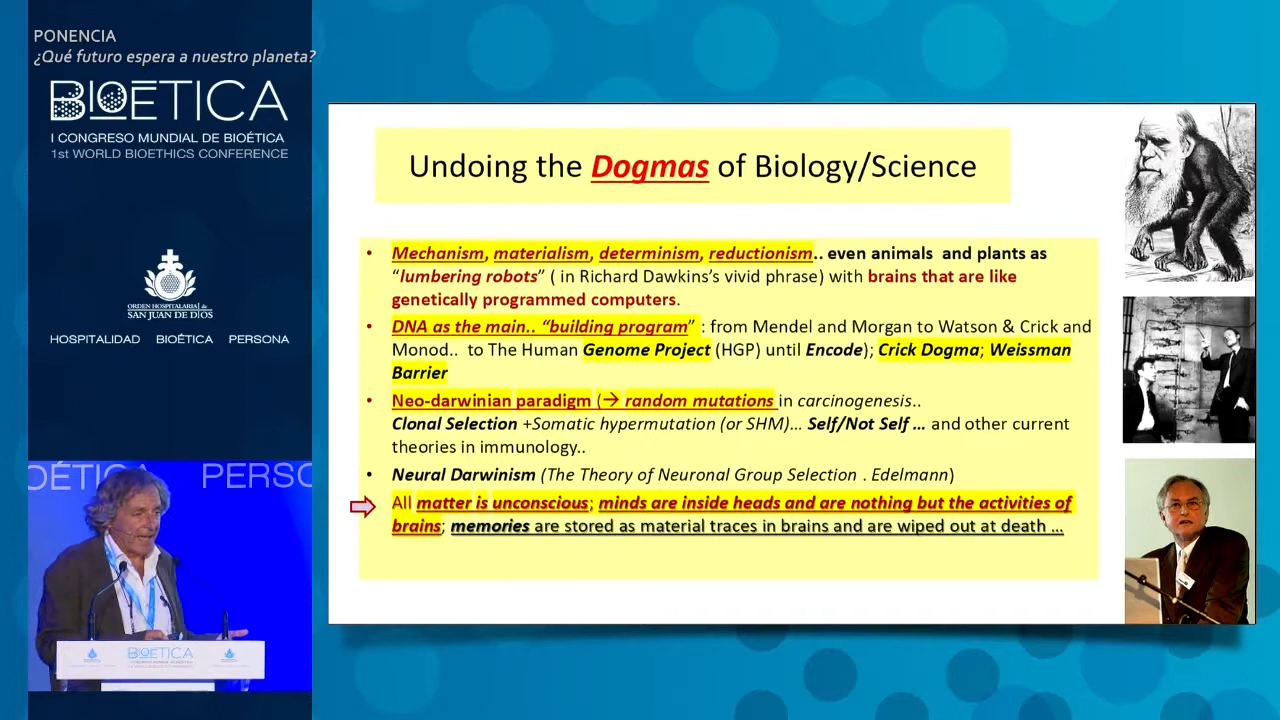 PONENCIA
¿Qué futuro espera a nuestro planeta?
BIOĒTICA
I CONGRESO MUNDIAL DE BIOÉTICA
1st WORLD BIOETHICS CONFERENCE
ORDEN HOSPITALARIA de
SAN JUAN DE DIOS
HOSPITALIDAD BIOÉTICA PERSONA
OÉTICA PERSO
BIOĒTICA
Undoing the Dogmas of Biology/Science
• Mechanism, materialism, determinism, reductionism.. even animals and plants as
“lumbering robots” ( in Richard Dawkins’s vivid phrase) with brains that are like
genetically programmed computers.
• DNA as the main.. “building program” : from Mendel and Morgan to Watson & Crick and
Monod.. to The Human Genome Project (HGP) until Encode); Crick Dogma; Weissman
Barrier
• Neo-darwinian paradigm (→ random mutations in carcinogenesis..
Clonal Selection +Somatic hypermutation (or SHM)... Self/Not Self ... and other current
theories in immunology..
• Neural Darwinism (The Theory of Neuronal Group Selection . Edelmann)
All matter is unconscious; minds are inside heads and are nothing but the activities of
brains; memories are stored as material traces in brains and are wiped out at death ...